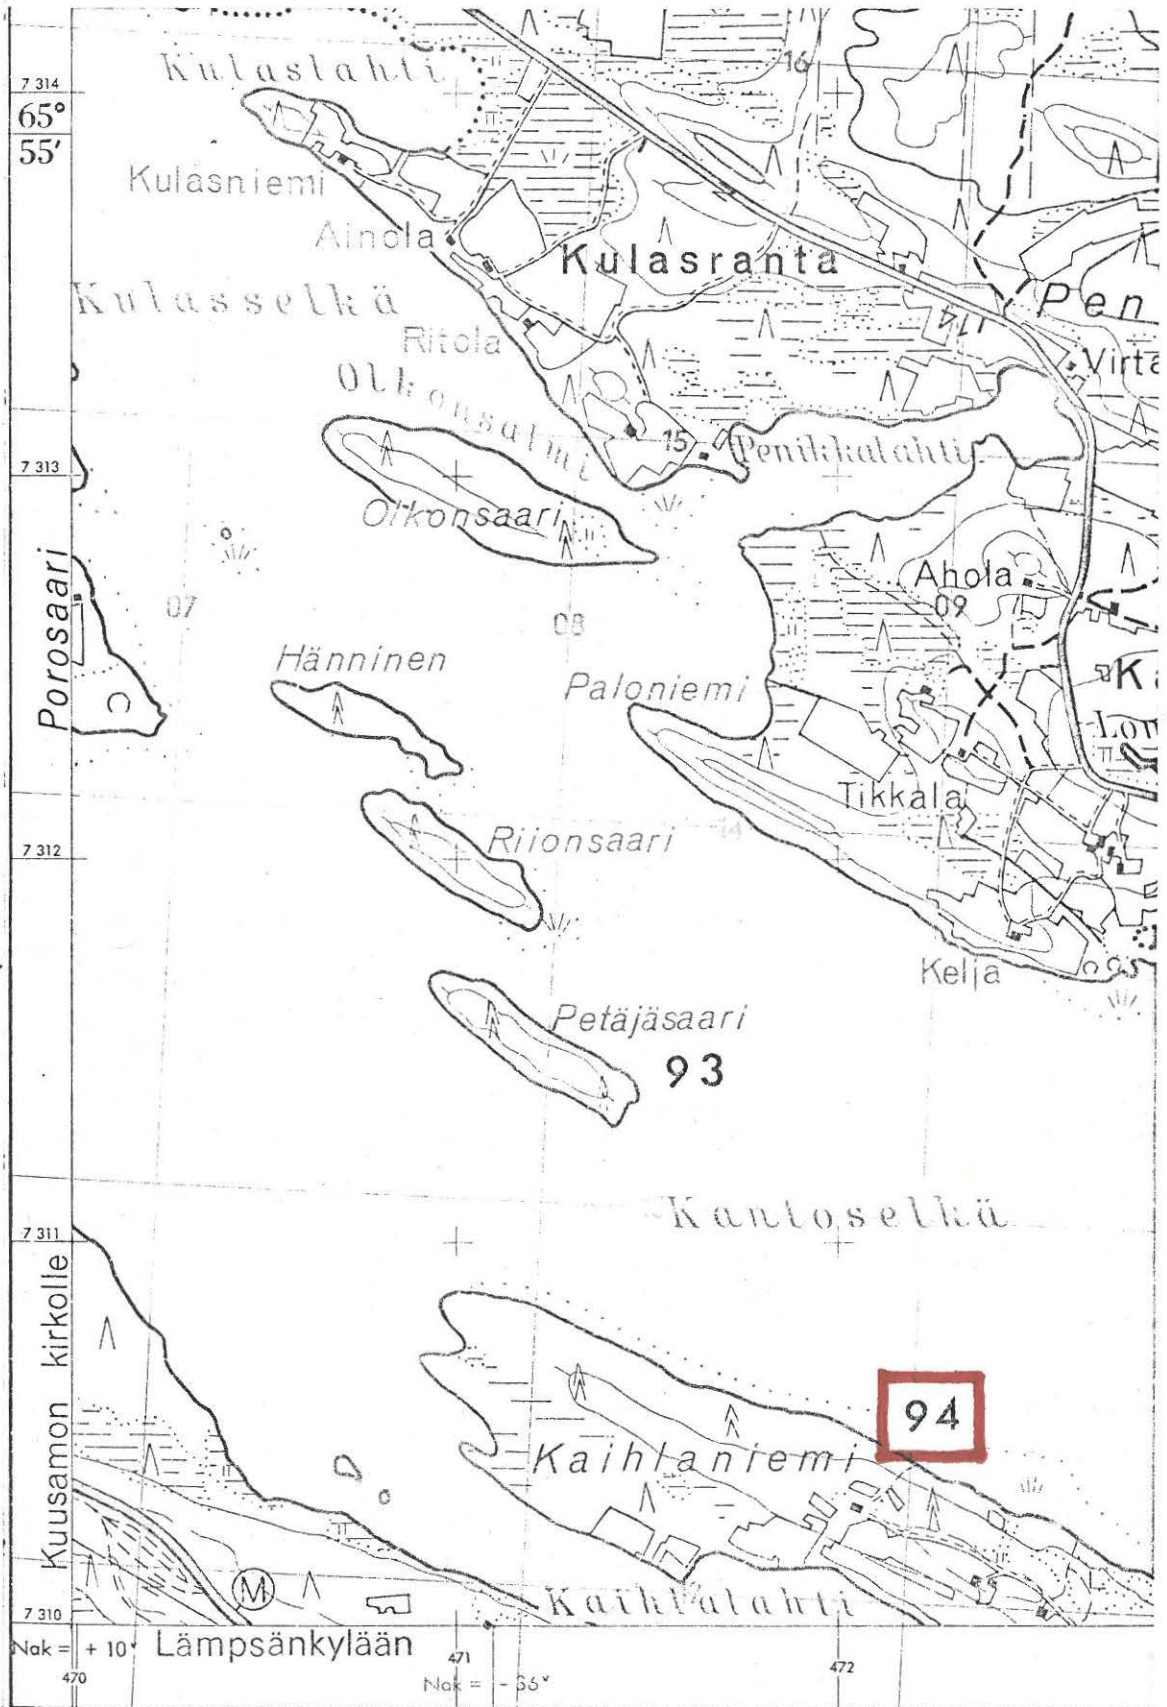 Kulaslahti
16
7 314
65°
55′
Kulasniemi
Ainola
Kulasranta
Kulasselkä
Pen
Ritola
Virta
Olkonsalmi
15
Penikkalahti
7 313
Olkonsaari
Ahola
Porosaari
07
08
09
Hänninen
Paloniemi
Tikkala
14
Riionsaari
7 312
Kelja
Petäjäsaari
93
Kantoselkä
7 311
Kuusamon kirkolle
94
Kaihlaniemi
M
Kaihlalahti
7 310
Nak = + 10ᵛ Lämpsänkylään
470
471
472